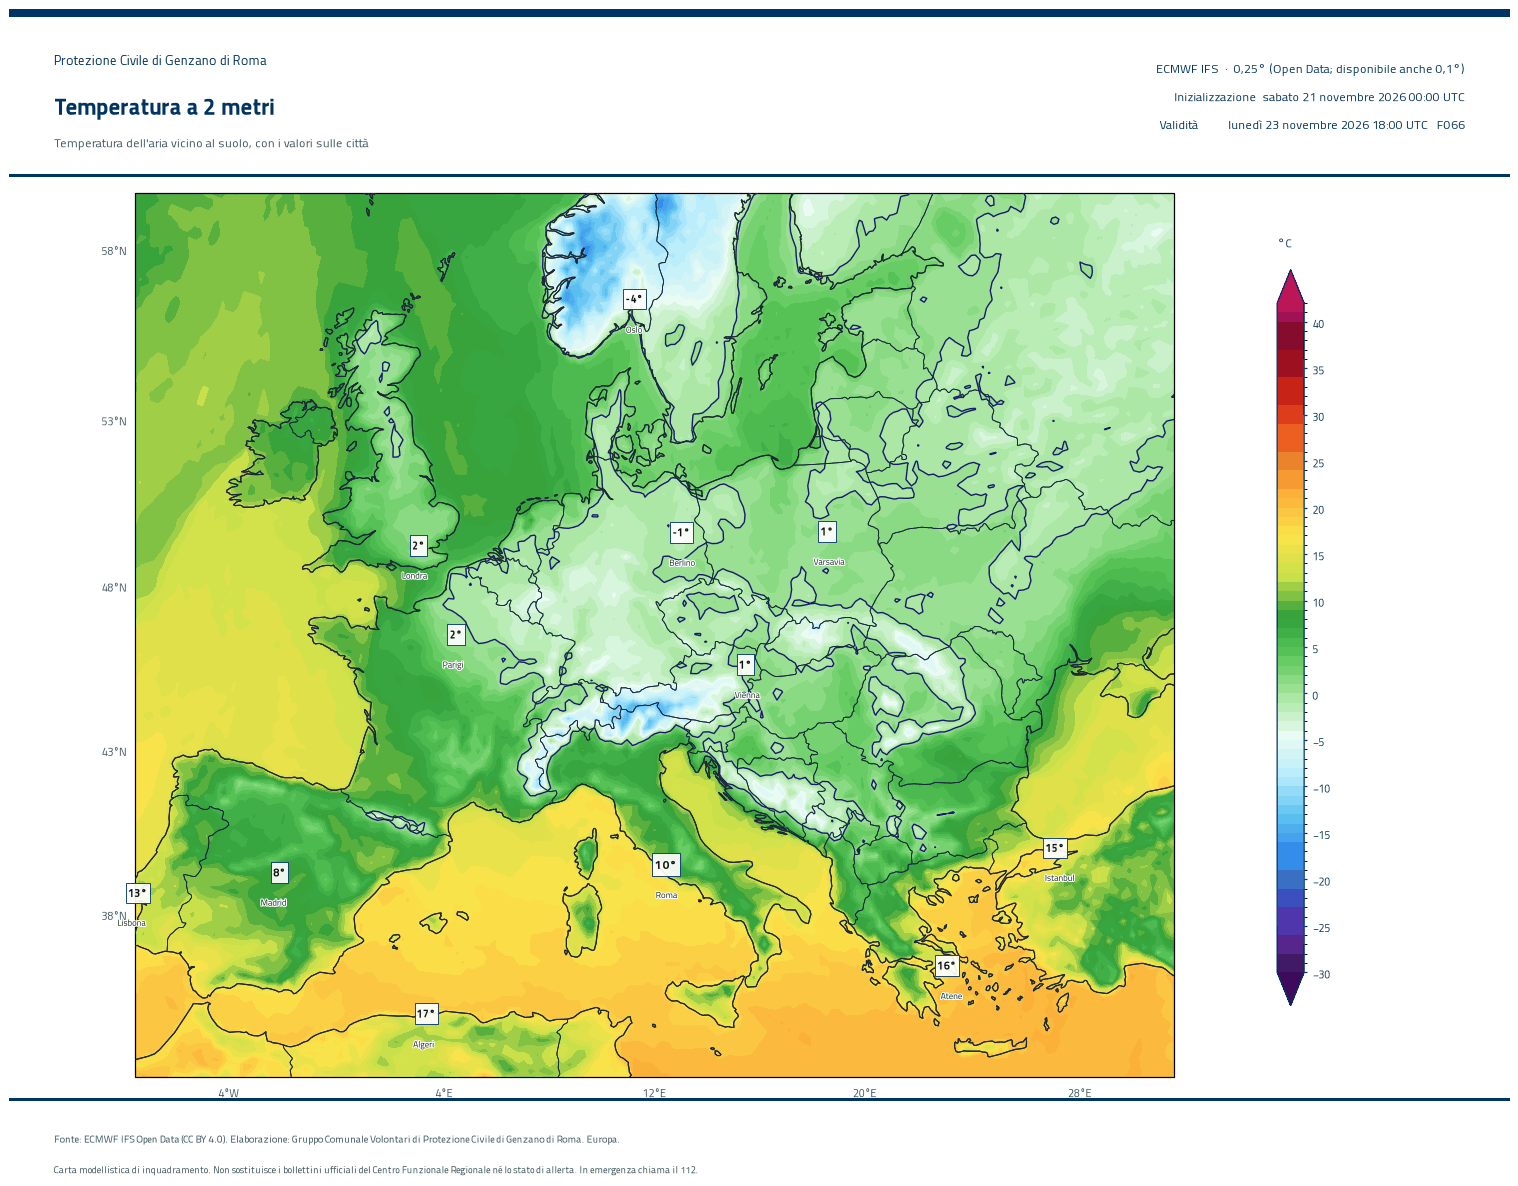 Protezione Civile di Genzano di Roma
Temperatura a 2 metri
Temperatura dell'aria vicino al suolo, con i valori sulle città
ECMWF IFS · 0,25° (Open Data; disponibile anche 0,1°)
Inizializzazione sabato 21 novembre 2026 00:00 UTC
Validità lunedì 23 novembre 2026 18:00 UTC F066
58°N
53°N
48°N
43°N
38°N
4°W
4°E
12°E
20°E
28°E
-4°
Oslo
2°
Londra
-1°
Berlino
1°
Varsavia
2°
Parigi
1°
Vienna
8°
Madrid
13°
Lisbona
10°
Roma
15°
Istanbul
16°
Atene
17°
Algeri
°C
40
35
30
25
20
15
10
5
0
−5
−10
−15
−20
−25
−30
Fonte: ECMWF IFS Open Data (CC BY 4.0). Elaborazione: Gruppo Comunale Volontari di Protezione Civile di Genzano di Roma. Europa.
Carta modellistica di inquadramento. Non sostituisce i bollettini ufficiali del Centro Funzionale Regionale né lo stato di allerta. In emergenza chiama il 112.